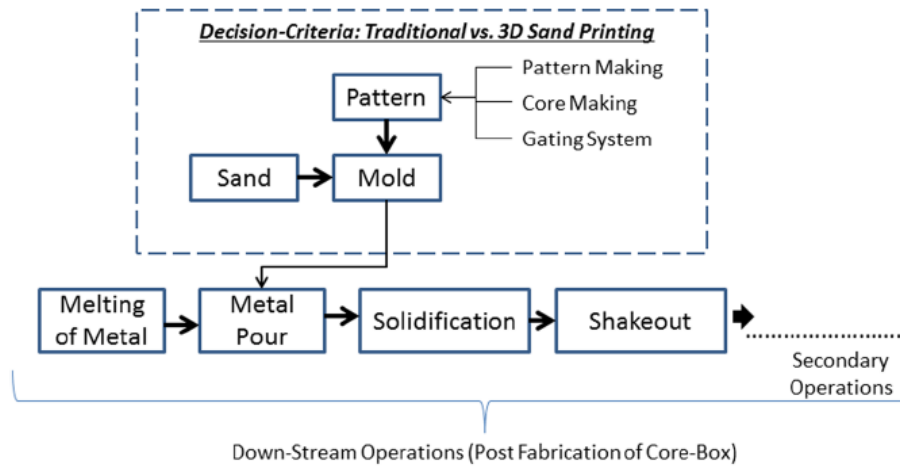 Decision-Criteria: Traditional vs. 3D Sand Printing
Pattern Making
Pattern
Core Making
Gating System
Sand
Mold
Melting
of Metal
Metal
Pour
Solidification
Shakeout
Secondary
Operations
Down-Stream Operations (Post Fabrication of Core-Box)